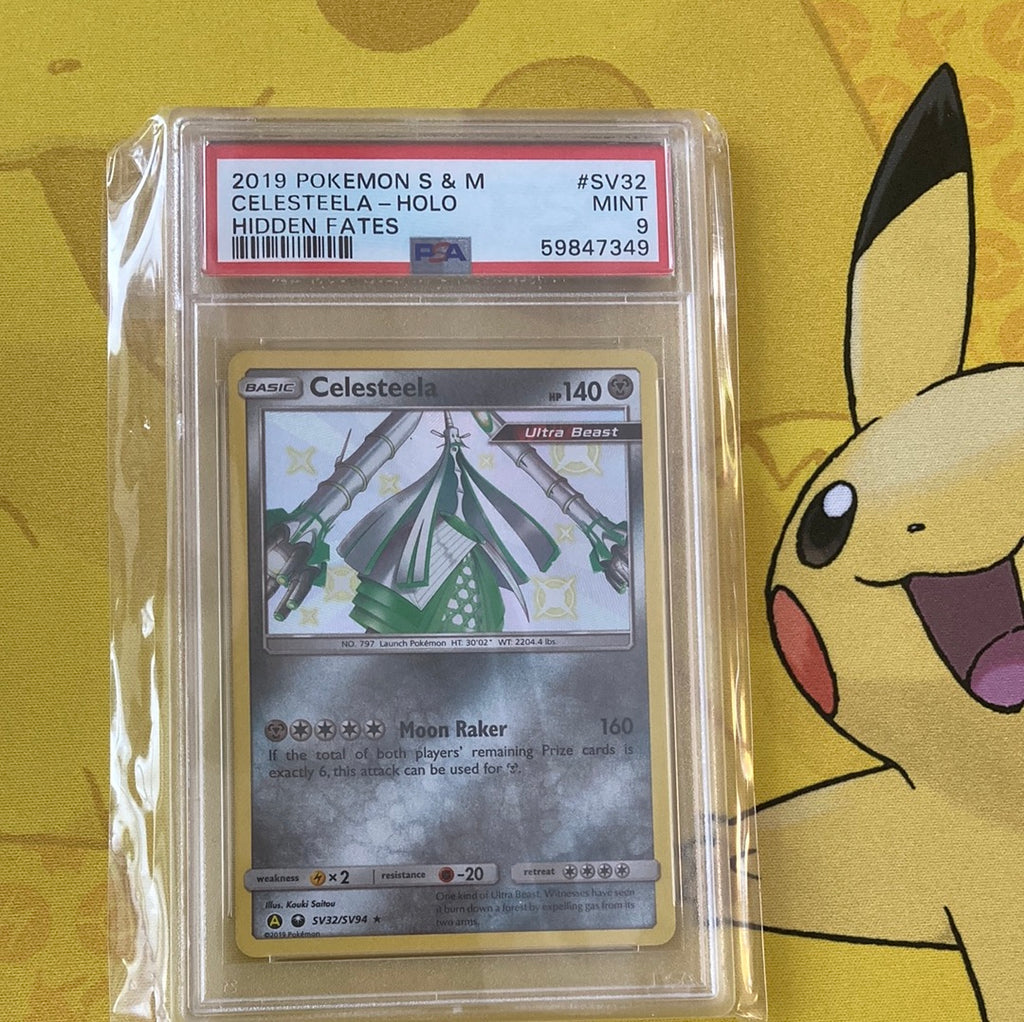 2019 POKEMON S & M #SV32
CELESTEELA - HOLO MINT
HIDDEN FATES 9
PSA 59847349
BASIC Celesteela HP 140
Ultra Beast
NO. 797 Launch Pokémon HT: 30'02" WT: 2204.4 lbs.
Moon Raker 160
If the total of both players' remaining Prize cards is
exactly 6, this attack can be used for .
weakness ×2 resistance -20 retreat
Illus. Kouki Saitou
A SV32/SV94 ★
©2019 Pokémon
One kind of Ultra Beast. Witnesses have seen
it burn down a forest by expelling gas from its
two arms.